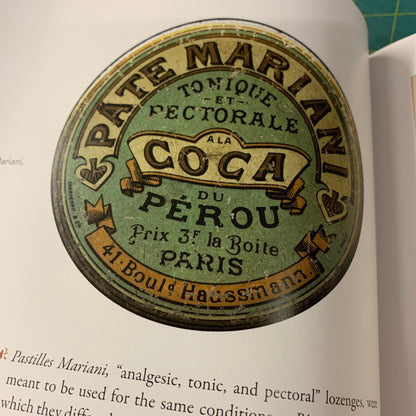 PÂTE MARIANI
TONIQUE
-ET-
PECTORALE
A LA
COCA
DU
PÉROU
Prix 3F. la Boite
PARIS
41·Boul.d Haussmann
Mariani.
Pastilles Mariani, "analgesic, tonic, and pectoral" lozenges, were
meant to be used for the same conditions
which they